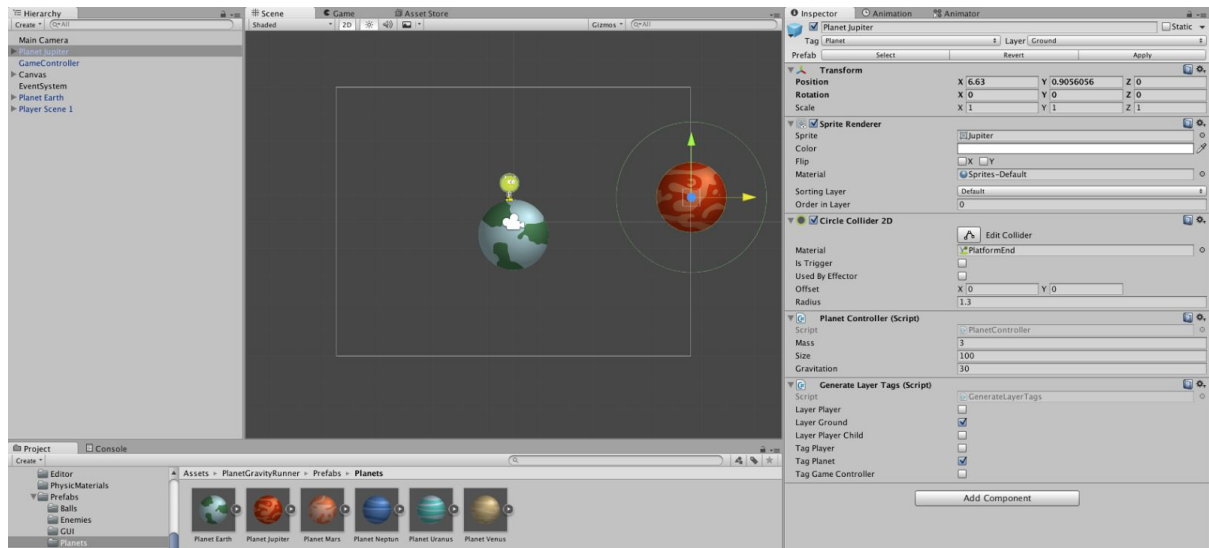 Hierarchy
Create
Q▾All
Main Camera
Planet Jupiter
GameController
Canvas
EventSystem
Planet Earth
Player Scene 1
Scene
Game
Asset Store
Shaded
2D
Gizmos
Q▾All
Inspector
Animation
Animator
Planet Jupiter
Static
Tag Planet
Layer Ground
Prefab Select Revert Apply
Transform
Position X 6.63 Y 0.9056056 Z 0
Rotation X 0 Y 0 Z 0
Scale X 1 Y 1 Z 1
Sprite Renderer
Sprite Jupiter
Color
Flip X Y
Material Sprites-Default
Sorting Layer Default
Order in Layer 0
Circle Collider 2D
Edit Collider
Material PlatformEnd
Is Trigger
Used By Effector
Offset X 0 Y 0
Radius 1.3
Planet Controller (Script)
Script PlanetController
Mass 3
Size 100
Gravitation 30
Generate Layer Tags (Script)
Script GenerateLayerTags
Layer Player
Layer Ground
Layer Player Child
Tag Player
Tag Planet
Tag Game Controller
Add Component
Project
Console
Create
Editor
PhysicMaterials
Prefabs
Balls
Enemies
GUI
Planets
Assets ▸ PlanetGravityRunner ▸ Prefabs ▸ Planets
Planet Earth Planet Jupiter Planet Mars Planet Neptun Planet Uranus Planet Venus